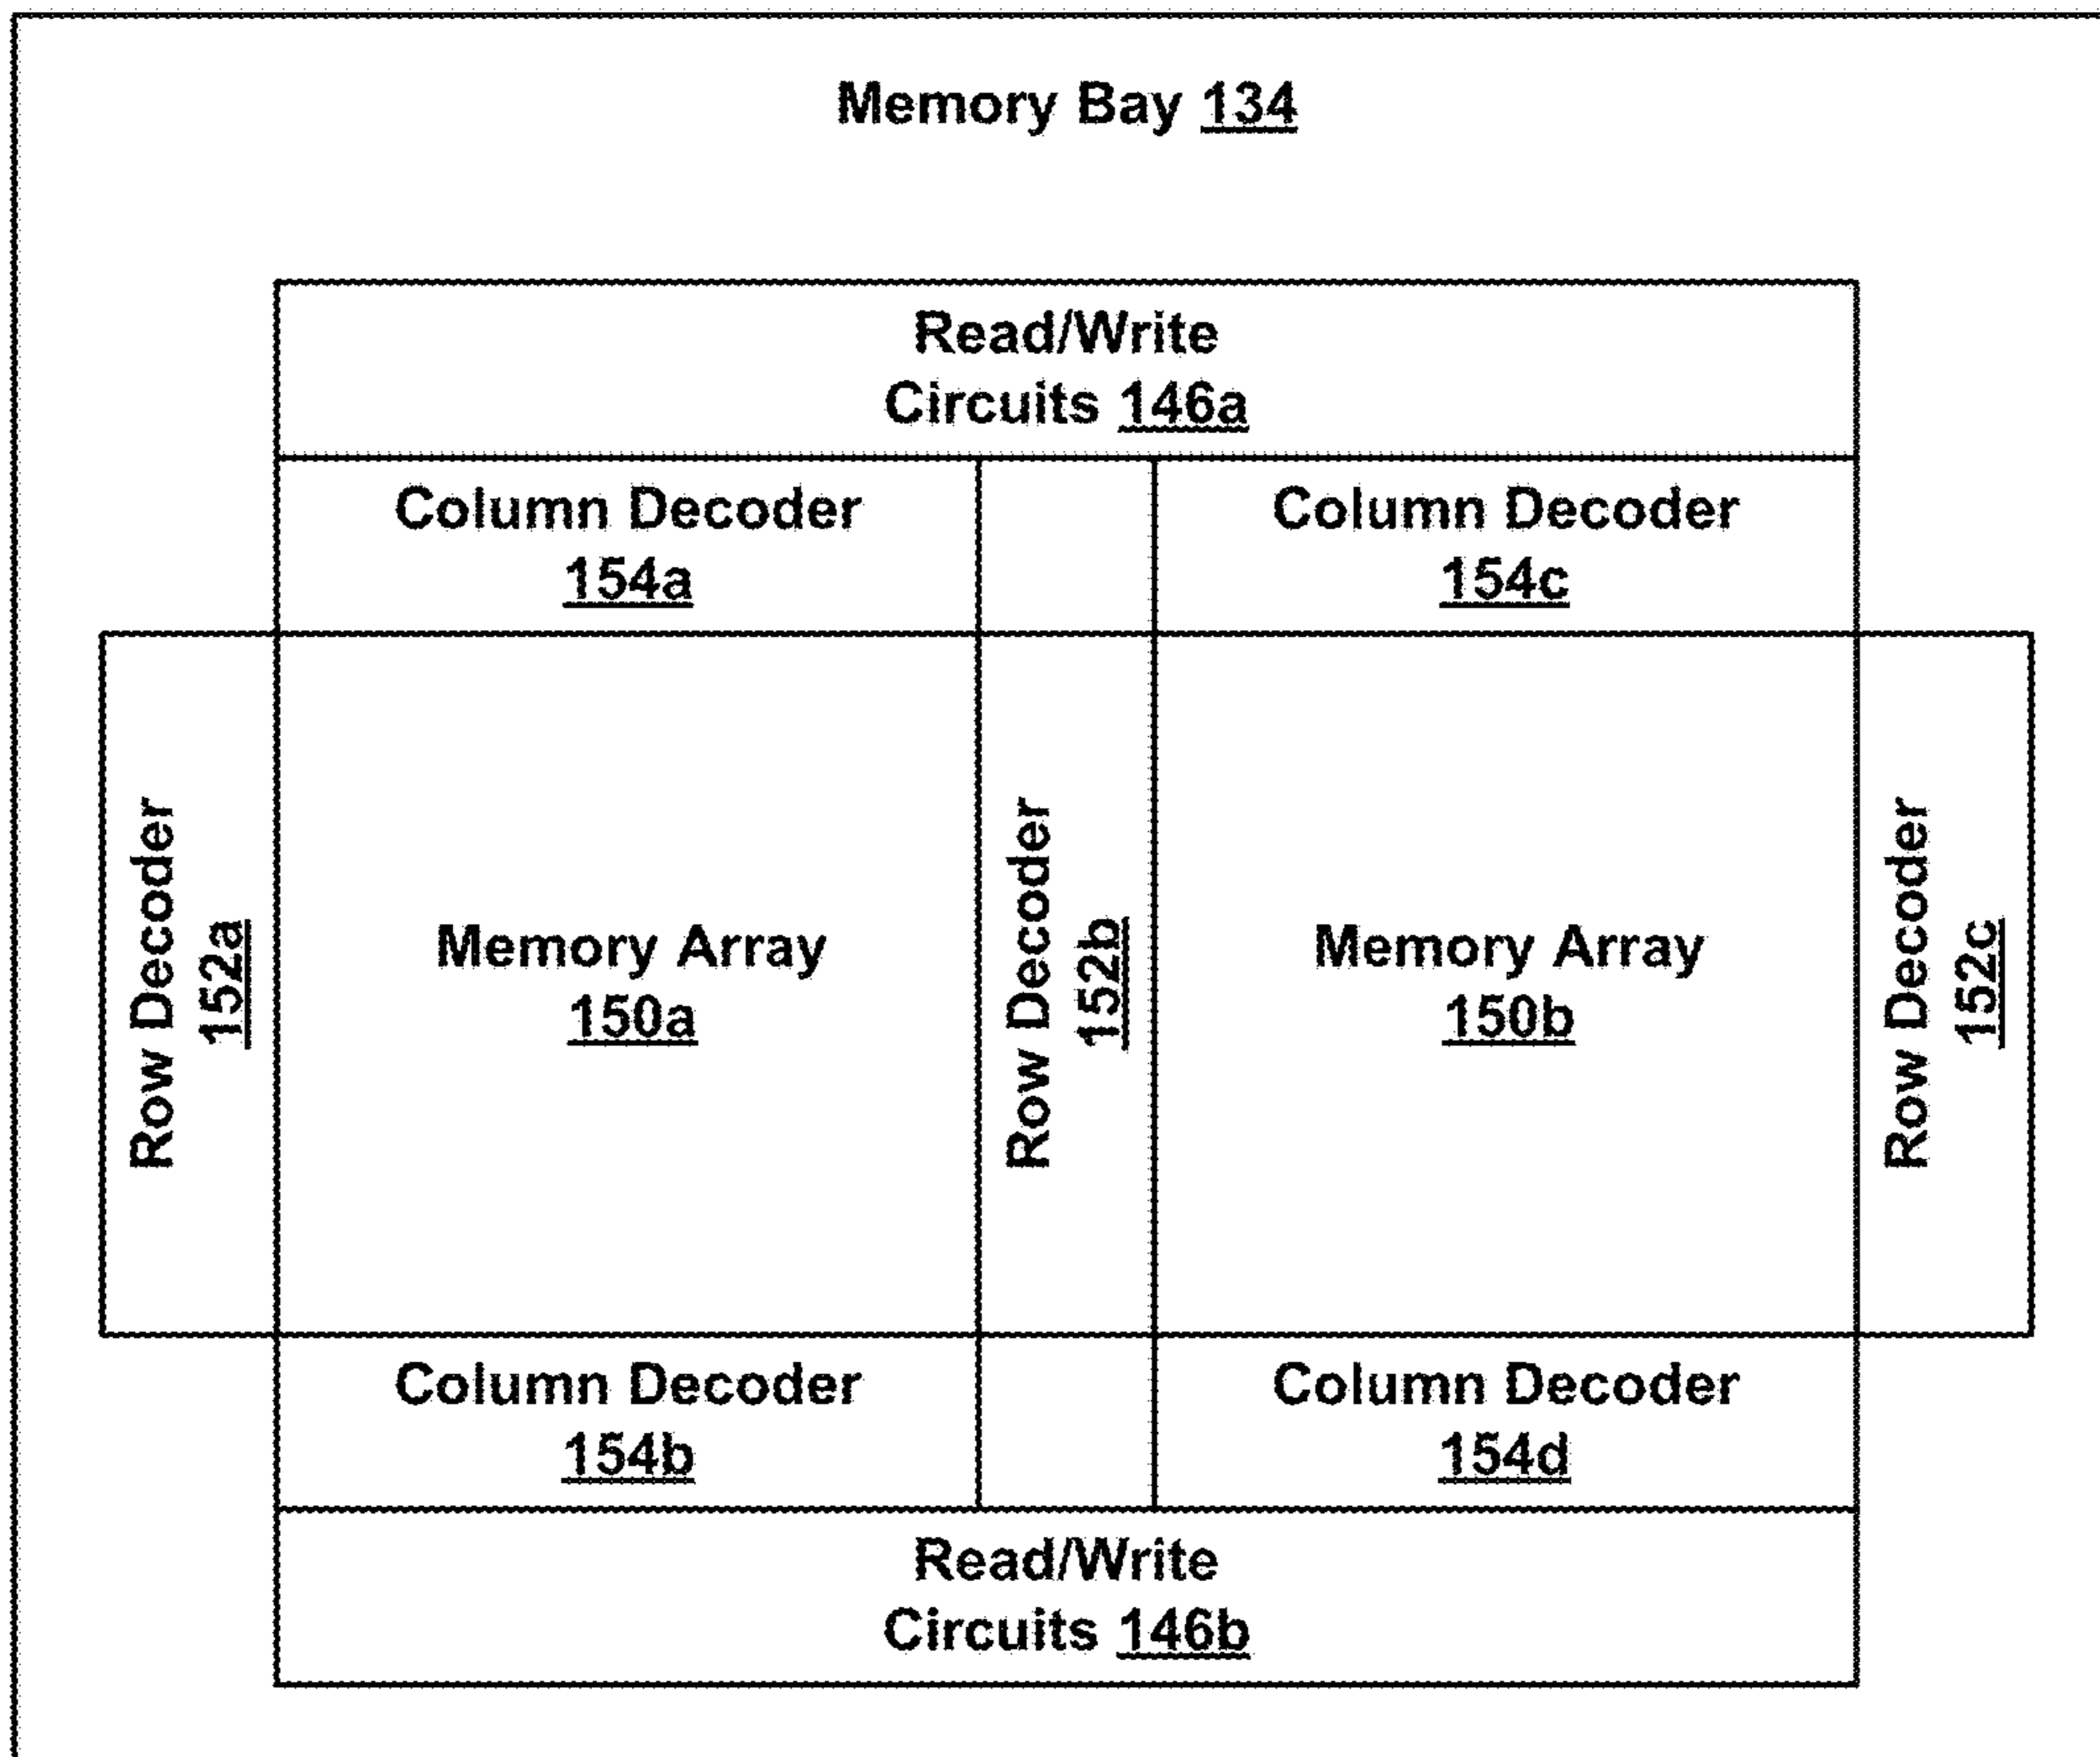 Memory Bay 134
Read/Write
Circuits 146a
Column Decoder
154a
Column Decoder
154c
Row Decoder
152a
Memory Array
150a
Row Decoder
152b
Memory Array
150b
Row Decoder
152c
Column Decoder
154b
Column Decoder
154d
Read/Write
Circuits 146b